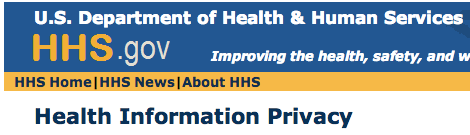 U.S. Department of Health & Human Services
HHS.gov
Improving the health, safety, and
HHS Home|HHS News|About HHS
Health Information Privacy